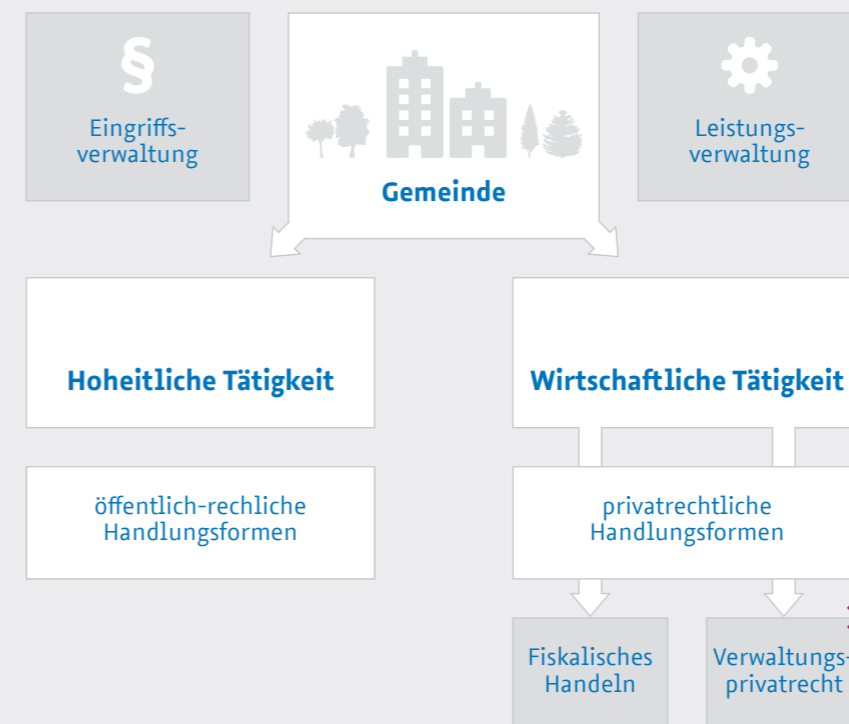 §
Eingriffs-
verwaltung
Gemeinde
Leistungs-
verwaltung
Hoheitliche Tätigkeit
Wirtschaftliche Tätigkeit
öffentlich-rechliche
Handlungsformen
privatrechtliche
Handlungsformen
Fiskalisches
Handeln
Verwaltungs-
privatrecht